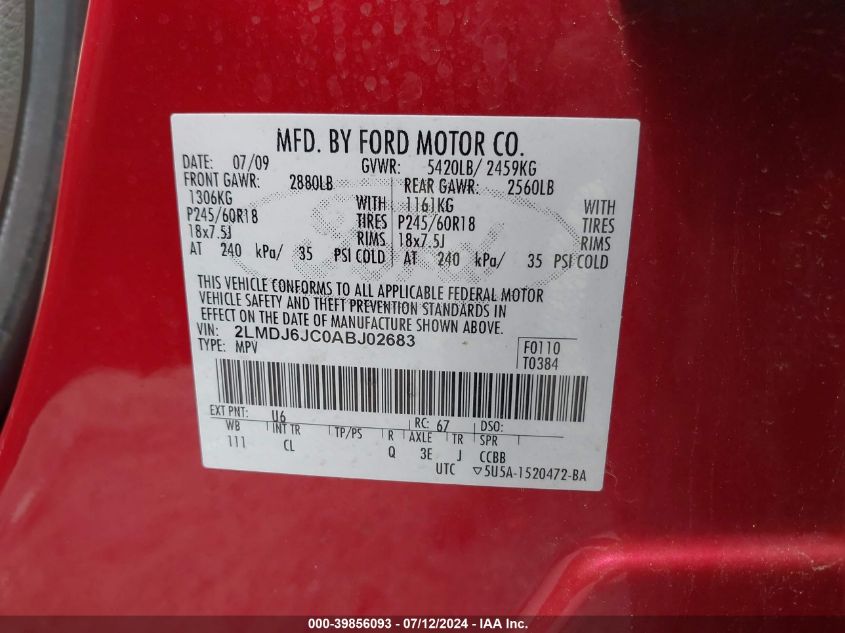 MFD. BY FORD MOTOR CO.
DATE: 07/09 GVWR: 5420LB/ 2459KG
FRONT GAWR: 2880LB REAR GAWR: 2560LB
1306KG WITH 1161KG WITH
P245/60R18 TIRES P245/60R18 TIRES
18x7.5J RIMS 18x7.5J RIMS
AT 240 kPa/ 35 PSI COLD AT 240 kPa/ 35 PSI COLD
THIS VEHICLE CONFORMS TO ALL APPLICABLE FEDERAL MOTOR
VEHICLE SAFETY AND THEFT PREVENTION STANDARDS IN
EFFECT ON THE DATE OF MANUFACTURE SHOWN ABOVE.
VIN: 2LMDJ6JC0ABJ02683
TYPE: MPV F0110
T0384
EXT PNT: U6 RC: 67 DSO:
WB INT TR TP/PS R AXLE TR SPR
111 CL Q 3E J CCBB
UTC ▽5U5A-1520472-BA
000-39856093 / 07/12/2024 - IAA, Inc.